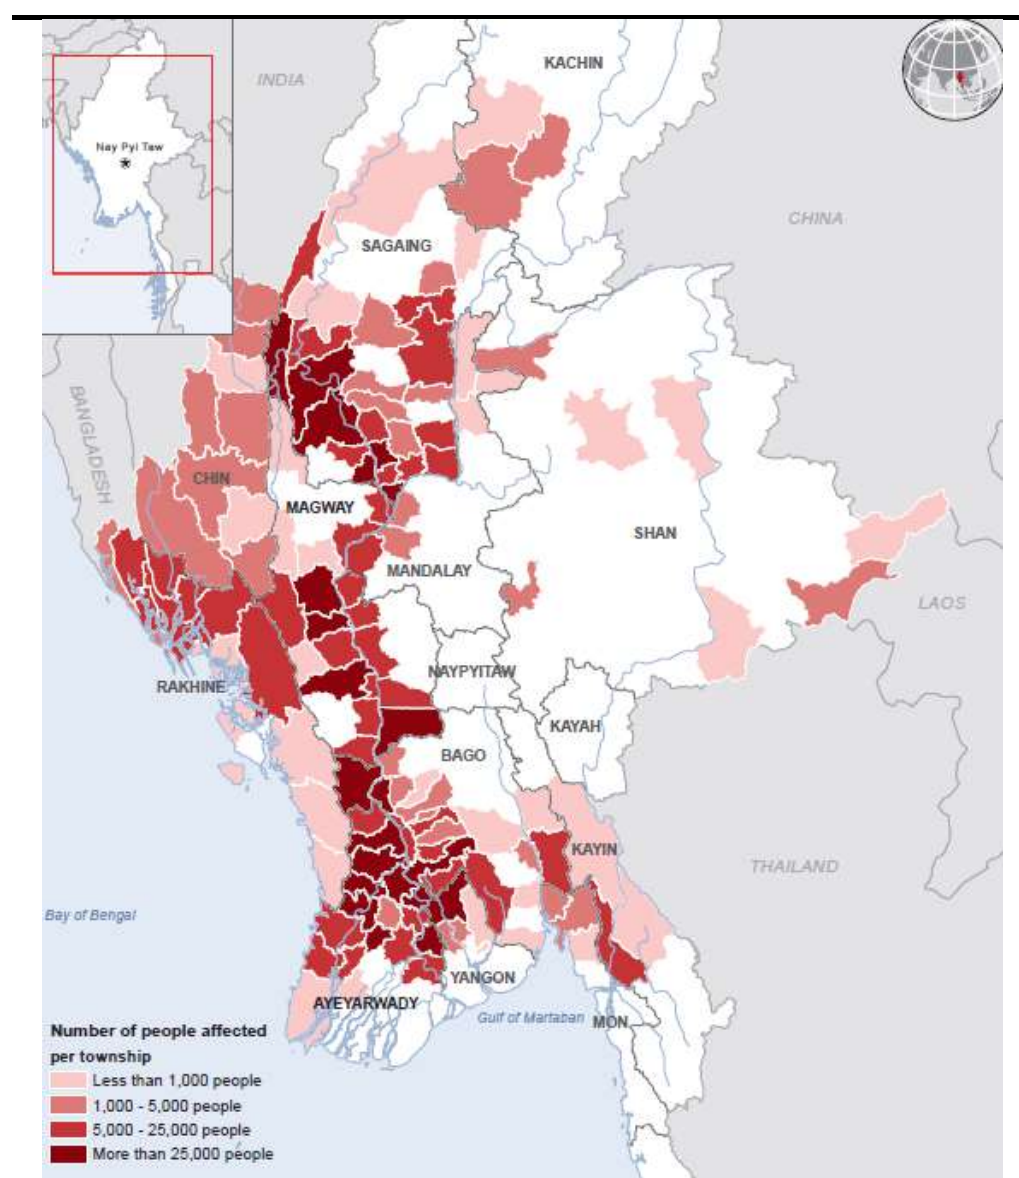 KACHIN
INDIA
Nay Pyi Taw
CHINA
SAGAING
BANGLADESH
CHIN
MAGWAY
SHAN
MANDALAY
LAOS
NAYPYITAW
RAKHINE
KAYAH
BAGO
KAYIN
THAILAND
Bay of Bengal
YANGON
AYEYARWADY
Gulf of Martaban
MON
Number of people affected
per township
Less than 1,000 people
1,000 - 5,000 people
5,000 - 25,000 people
More than 25,000 people